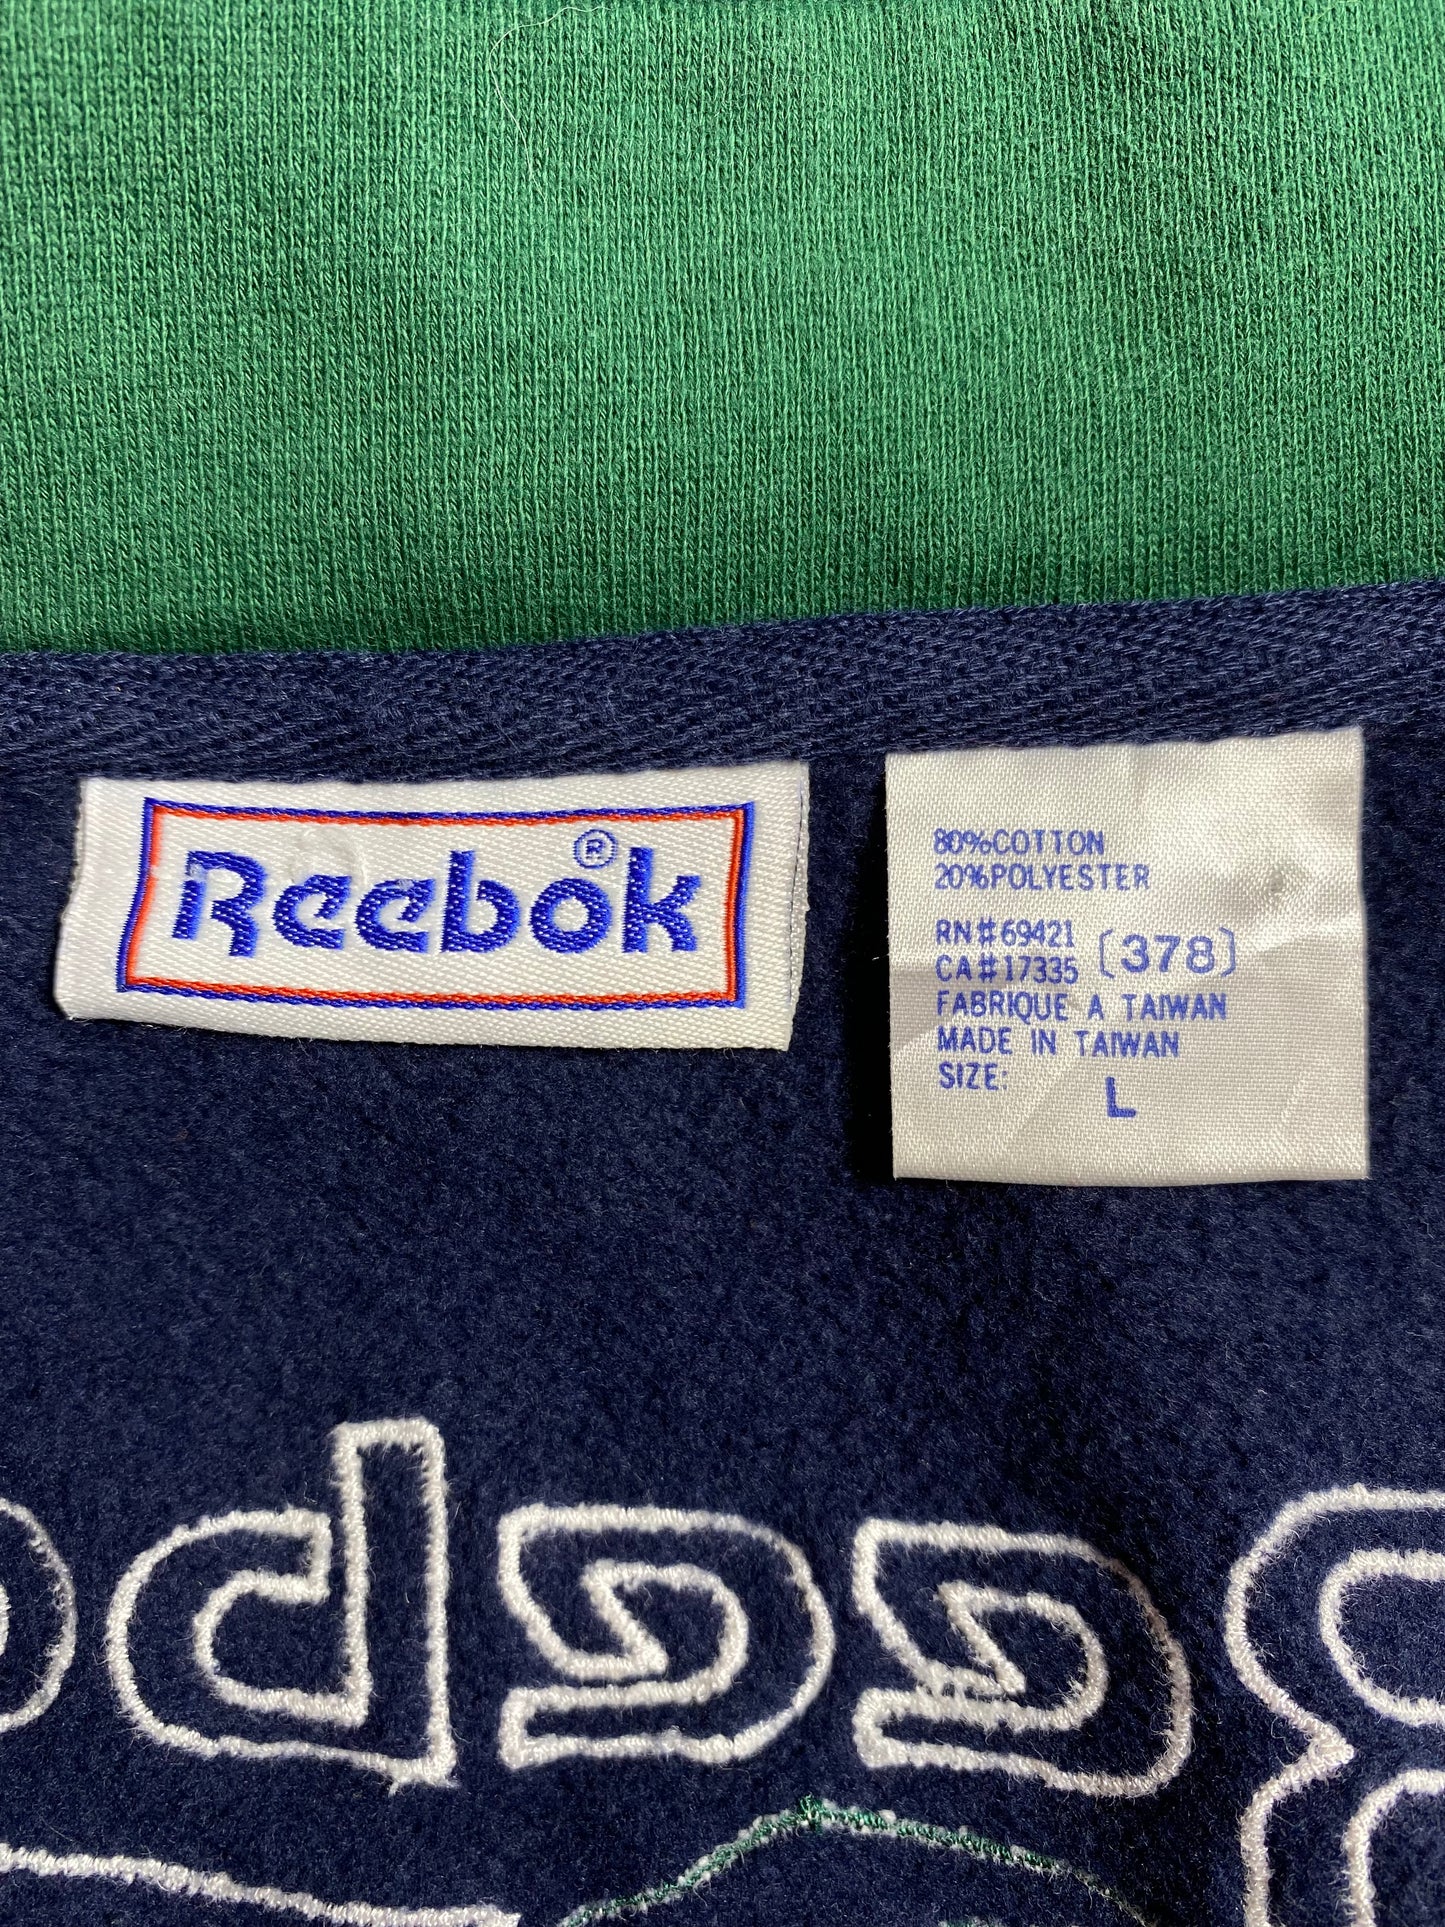 Reebok®
80%COTTON
20%POLYESTER
RN#69421
CA#17335 [378]
FABRIQUE A TAIWAN
MADE IN TAIWAN
SIZE:
L